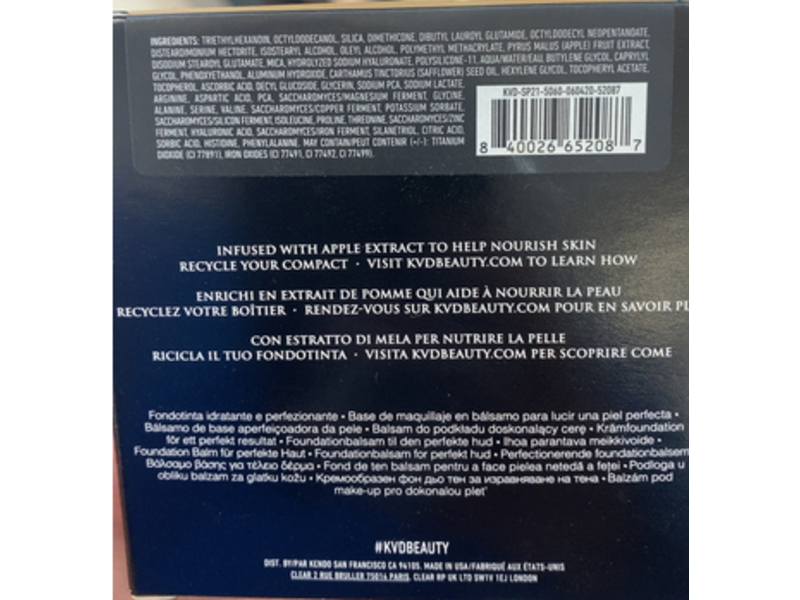 INGREDIENTS: TRIETHYLHEXANOIN, OCTYLDODECANOL, SILICA, DIMETHICONE, DIBUTYL LAUROYL GLUTAMIDE, OCTYLDODECYL NEOPENTANOATE,
DISTEARDIMONIUM HECTORITE, ISOSTEARYL ALCOHOL, OLEYL ALCOHOL, POLYMETHYL METHACRYLATE, PYRUS MALUS (APPLE) FRUIT EXTRACT,
DISODIUM STEAROYL GLUTAMATE, MICA, HYDROLYZED SODIUM HYALURONATE, POLYSILICONE-11, AQUA/WATER/EAU, BUTYLENE GLYCOL, CAPRYLYL
GLYCOL, PHENOXYETHANOL, ALUMINUM HYDROXIDE, CARTHAMUS TINCTORIUS (SAFFLOWER) SEED OIL, HEXYLENE GLYCOL, TOCOPHERYL ACETATE,
TOCOPHEROL, ASCORBIC ACID, DECYL GLUCOSIDE, GLYCERIN, SODIUM PCA, SODIUM LACTATE,
ARGININE, ASPARTIC ACID, PCA, SACCHAROMYCES/MAGNESIUM FERMENT, GLYCINE,
ALANINE, SERINE, VALINE, SACCHAROMYCES/COPPER FERMENT, POTASSIUM SORBATE,
SACCHAROMYCES/SILICON FERMENT, ISOLEUCINE, PROLINE, THREONINE, SACCHAROMYCES/ZINC
FERMENT, HYALURONIC ACID, SACCHAROMYCES/IRON FERMENT, SILANETRIOL, CITRIC ACID,
SORBIC ACID, HISTIDINE, PHENYLALANINE. MAY CONTAIN/PEUT CONTENIR (+/-): TITANIUM
DIOXIDE (CI 77891), IRON OXIDES (CI 77491, CI 77492, CI 77499).
KVD-SP21-5060-060420-52087
8 40026 65208 7
INFUSED WITH APPLE EXTRACT TO HELP NOURISH SKIN
RECYCLE YOUR COMPACT · VISIT KVDBEAUTY.COM TO LEARN HOW
ENRICHI EN EXTRAIT DE POMME QUI AIDE À NOURRIR LA PEAU
RECYCLEZ VOTRE BOÎTIER · RENDEZ-VOUS SUR KVDBEAUTY.COM POUR EN SAVOIR PL
CON ESTRATTO DI MELA PER NUTRIRE LA PELLE
RICICLA IL TUO FONDOTINTA · VISITA KVDBEAUTY.COM PER SCOPRIRE COME
Fondotinta idratante e perfezionante • Base de maquillaje en bálsamo para lucir una piel perfecta •
Bálsamo de base aperfeiçoadora da pele • Balsam do podkładu doskonalący cerę • Krämfoundation
för ett perfekt resultat • Foundationbalsam til den perfekte hud • Ihoa parantava meikkivoide •
Foundation Balm für perfekte Haut • Foundationbalsam for perfekt hud • Perfectionerende foundationbalsem
Βάλσαμο βάσης για τέλειο δέρμα • Fond de ten balsam pentru a face pielea netedă a feței • Podloga u
obliku balzam za glatku kožu • Кремообразен фон дьо тен за изравняване на тена • Balzám pod
make-up pro dokonalou pleť
#KVDBEAUTY
DIST. BY/PAR KENDO SAN FRANCISCO CA 94105. MADE IN USA/FABRIQUÉ AUX ÉTATS-UNIS
CLEAR 2 RUE BRULLER 75014 PARIS. CLEAR RP UK LTD SW1V 1EJ LONDON